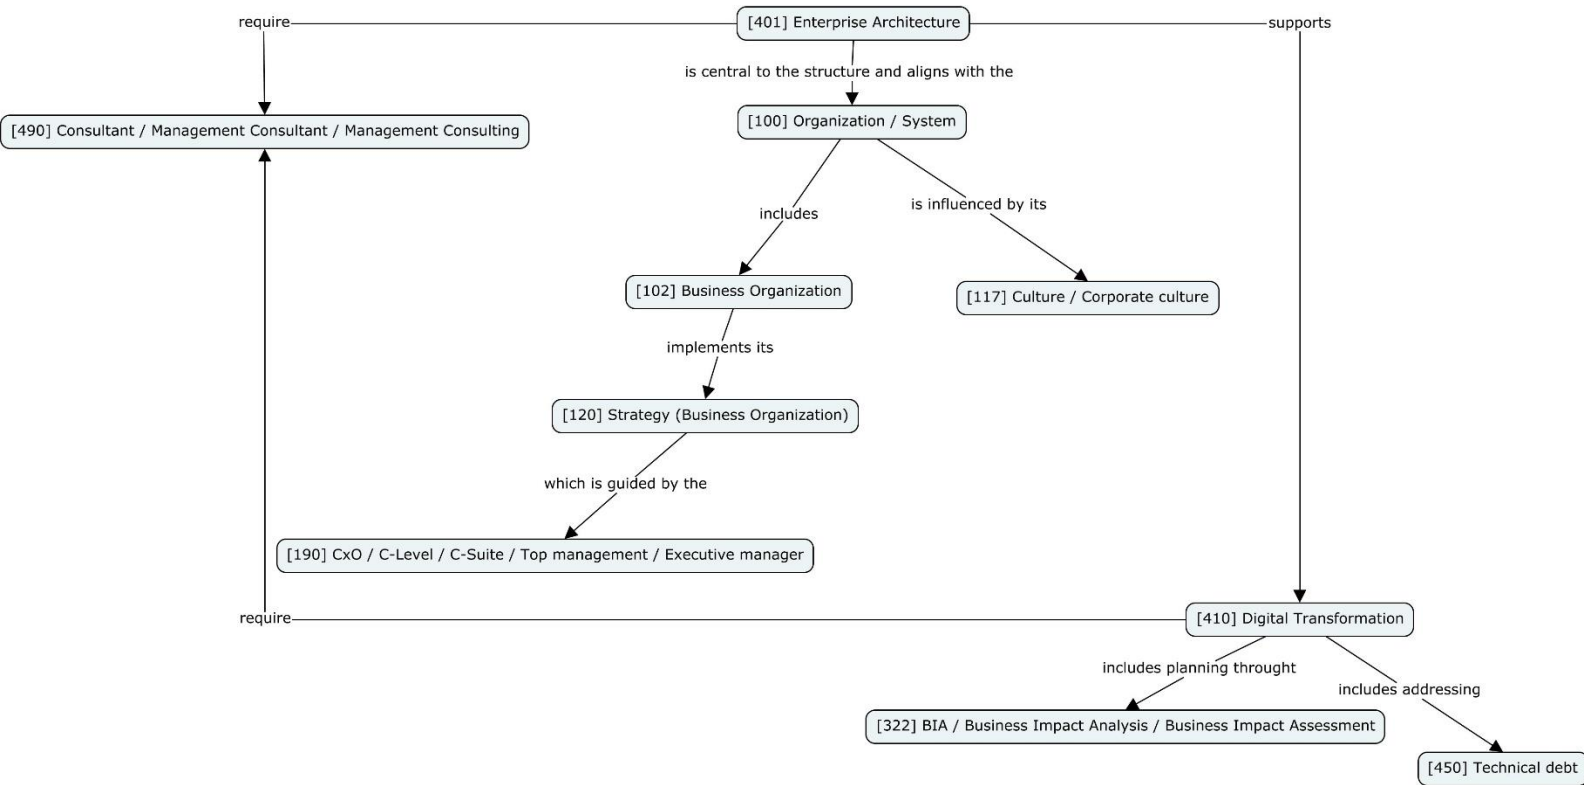 require
[401] Enterprise Architecture
supports
is central to the structure and aligns with the
[490] Consultant / Management Consultant / Management Consulting
[100] Organization / System
includes
is influenced by its
[102] Business Organization
[117] Culture / Corporate culture
implements its
[120] Strategy (Business Organization)
which is guided by the
[190] CxO / C-Level / C-Suite / Top management / Executive manager
require
[410] Digital Transformation
includes planning throught
includes addressing
[322] BIA / Business Impact Analysis / Business Impact Assessment
[450] Technical debt